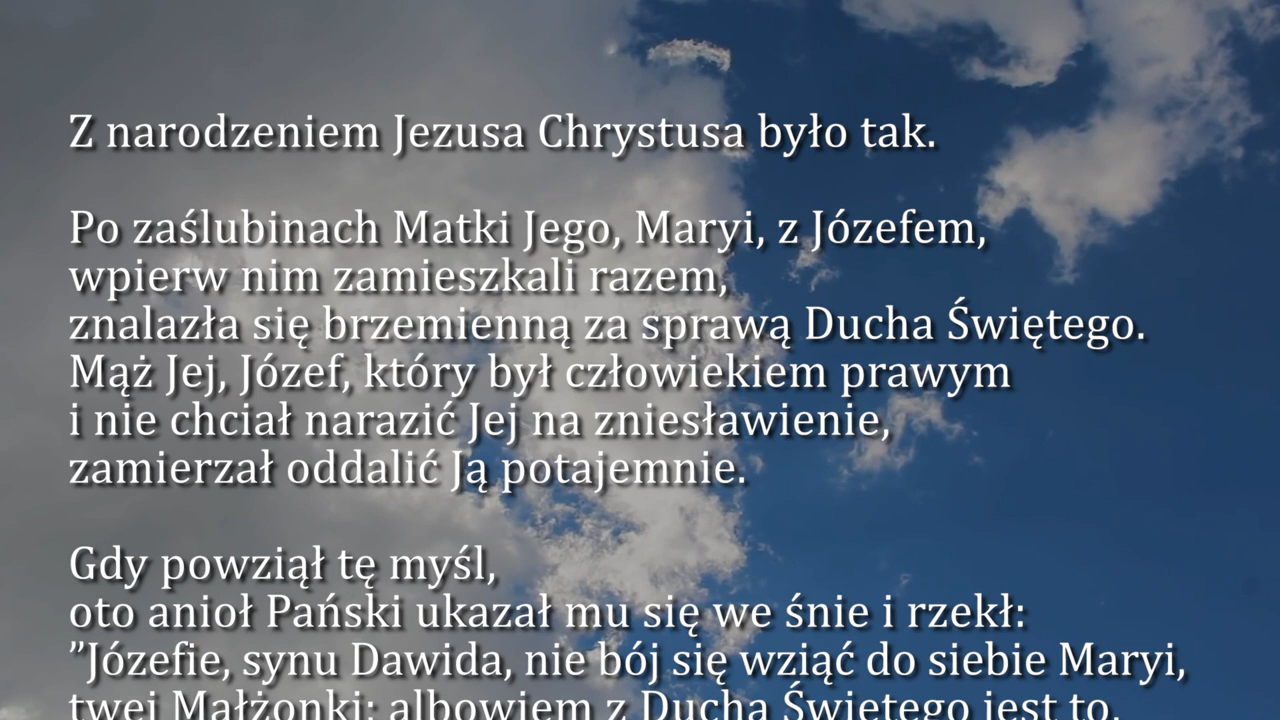 Z narodzeniem Jezusa Chrystusa było tak.
Po zaślubinach Matki Jego, Maryi, z Józefem,
wpierw nim zamieszkali razem,
znalazła się brzemienną za sprawą Ducha Świętego.
Mąż Jej, Józef, który był człowiekiem prawym
i nie chciał narazić Jej na zniesławienie,
zamierzał oddalić Ją potajemnie.
Gdy powziął tę myśl,
oto anioł Pański ukazał mu się we śnie i rzekł:
”Józefie, synu Dawida, nie bój się wziąć do siebie Maryi,
twej Małżonki; albowiem z Ducha Świętego jest to,